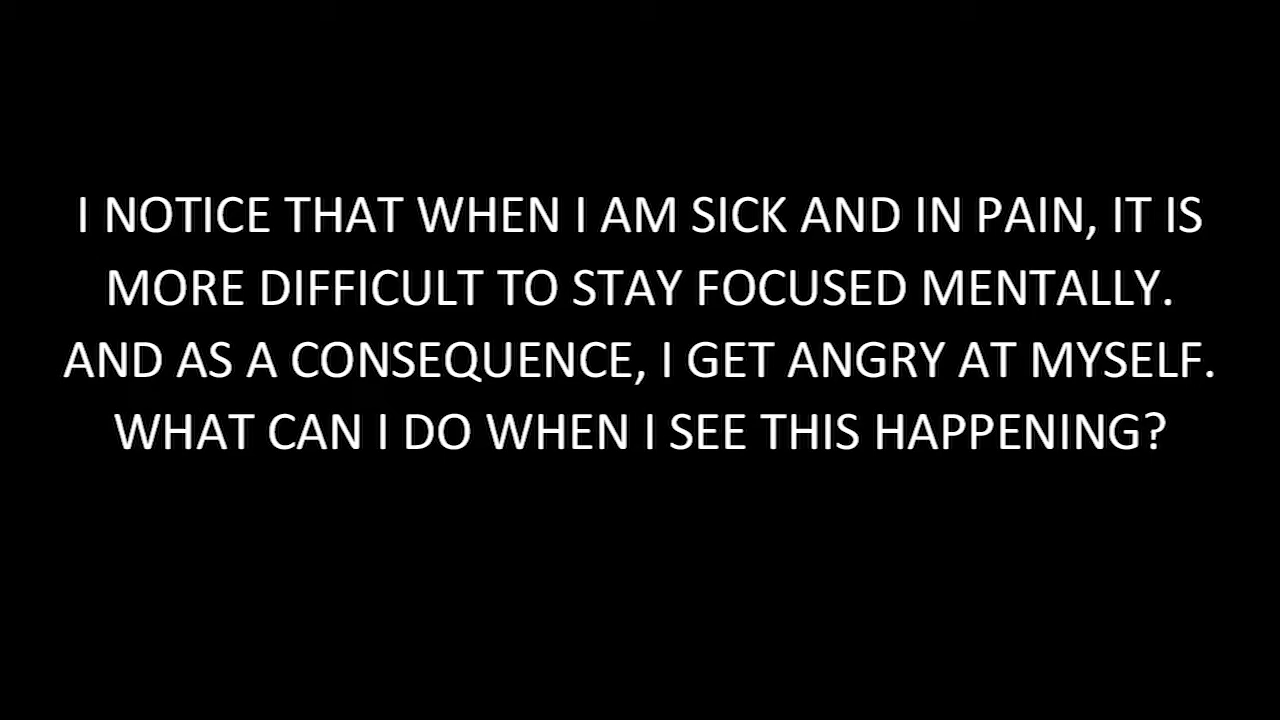 I NOTICE THAT WHEN I AM SICK AND IN PAIN, IT IS
MORE DIFFICULT TO STAY FOCUSED MENTALLY.
AND AS A CONSEQUENCE, I GET ANGRY AT MYSELF.
WHAT CAN I DO WHEN I SEE THIS HAPPENING?